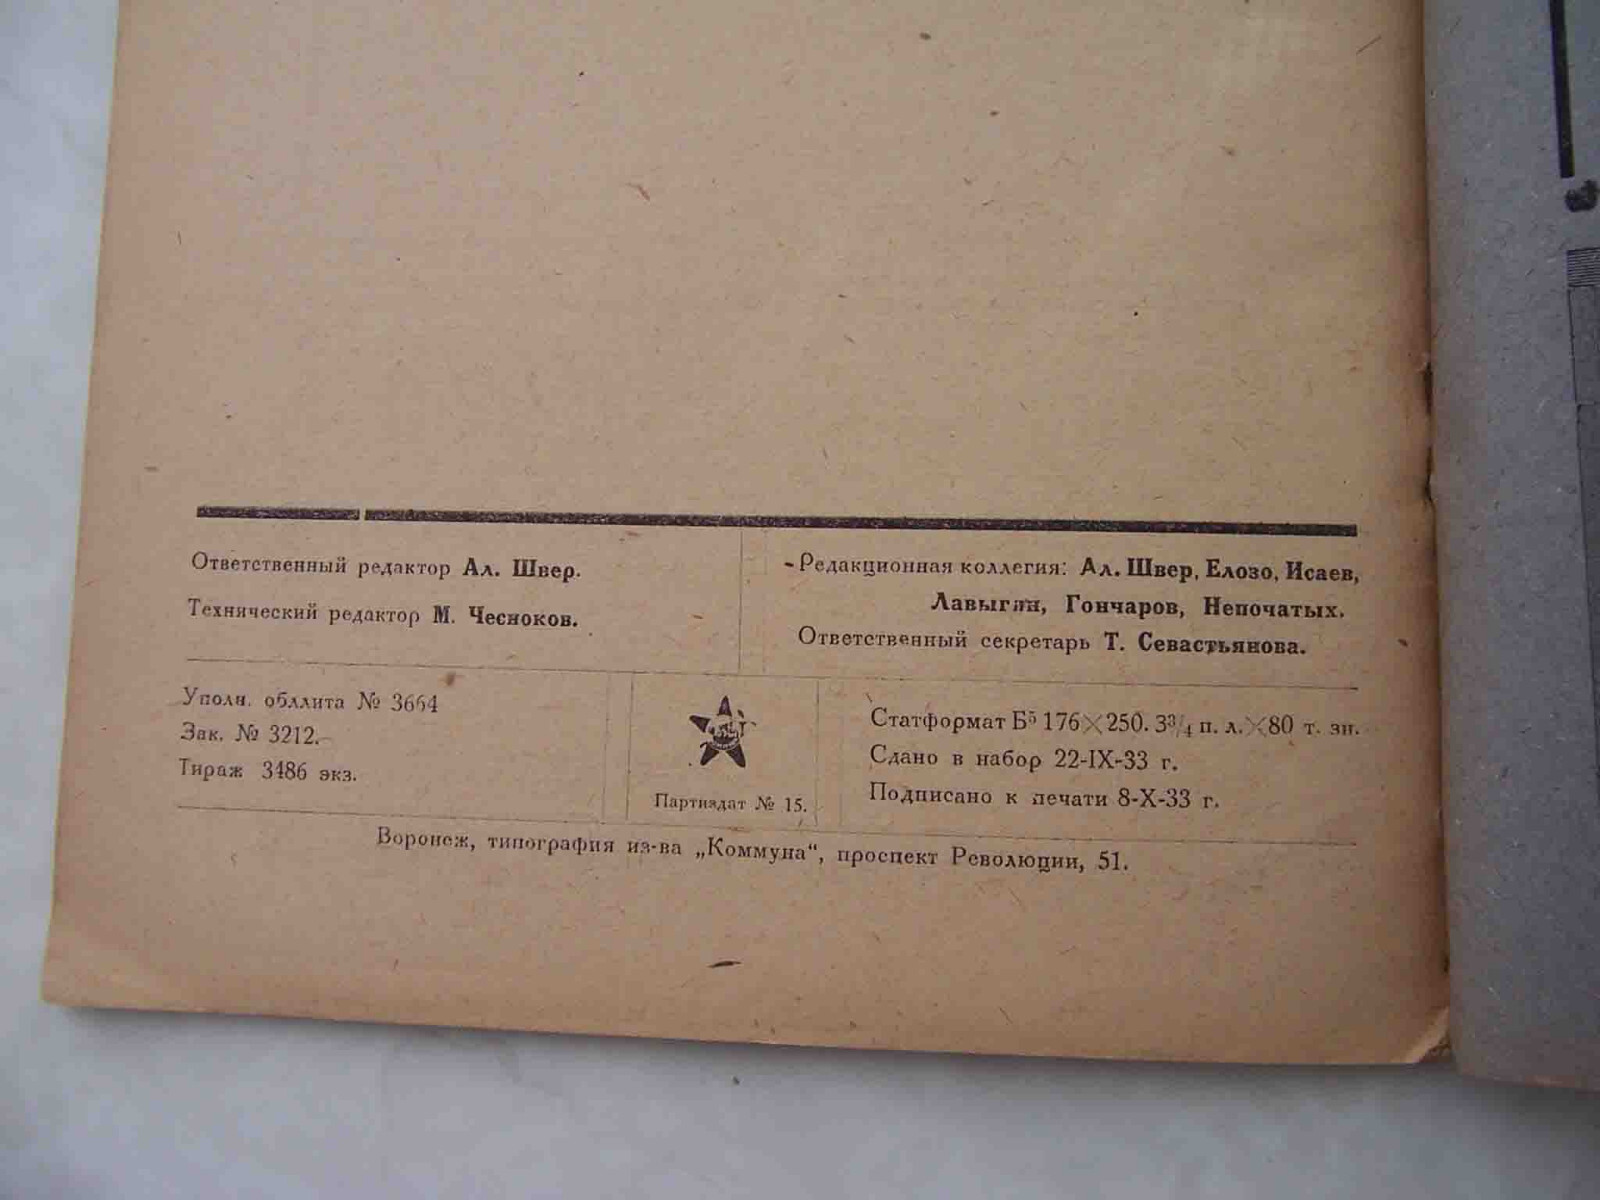 Ответственный редактор Ал. Швер.
Технический редактор М. Чесноков.
Редакционная коллегия: Ал. Швер, Елозо, Исаев,
Лавыгин, Гончаров, Непочатых.
Ответственный секретарь Т. Севастьянова.
Уполн. обллита № 3664
Зак. № 3212.
Тираж 3486 экз.
Партиздат № 15.
Статформат Б⁵ 176×250. 3³/₄ п. л.×80 т. зн.
Сдано в набор 22-IX-33 г.
Подписано к печати 8-X-33 г.
Воронеж, типография из-ва „Коммуна“, проспект Революции, 51.